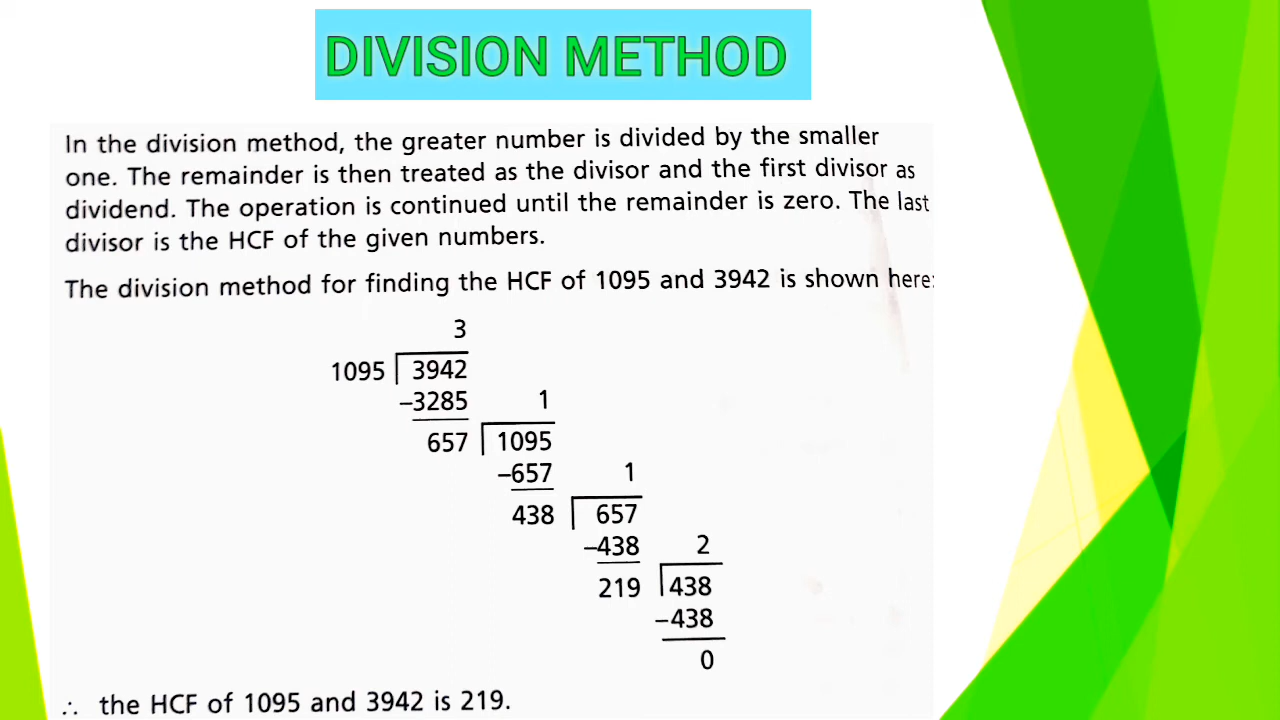 DIVISION METHOD
In the division method, the greater number is divided by the smaller
one. The remainder is then treated as the divisor and the first divisor as
dividend. The operation is continued until the remainder is zero. The last
divisor is the HCF of the given numbers.
The division method for finding the HCF of 1095 and 3942 is shown here:
3
1095 3942
–3285 1
657 1095
–657 1
438 657
–438 2
219 438
–438
0
∴ the HCF of 1095 and 3942 is 219.